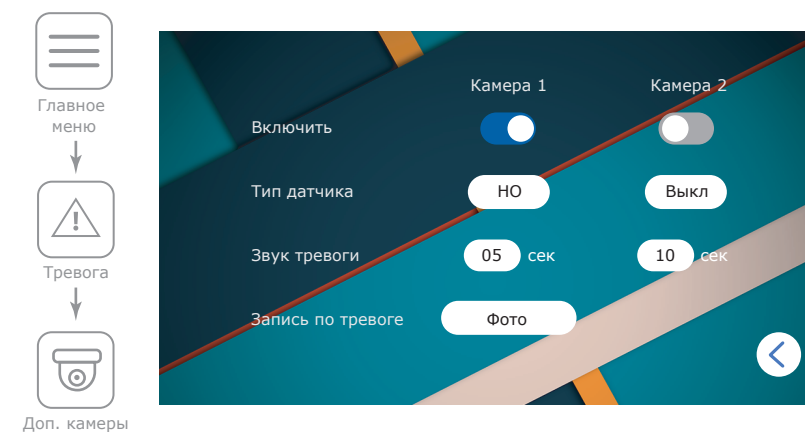 Главное
меню
Тревога
Доп. камеры
Камера 1 Камера 2
Включить
Тип датчика НО Выкл
Звук тревоги 05 сек 10 сек
Запись по тревоге Фото